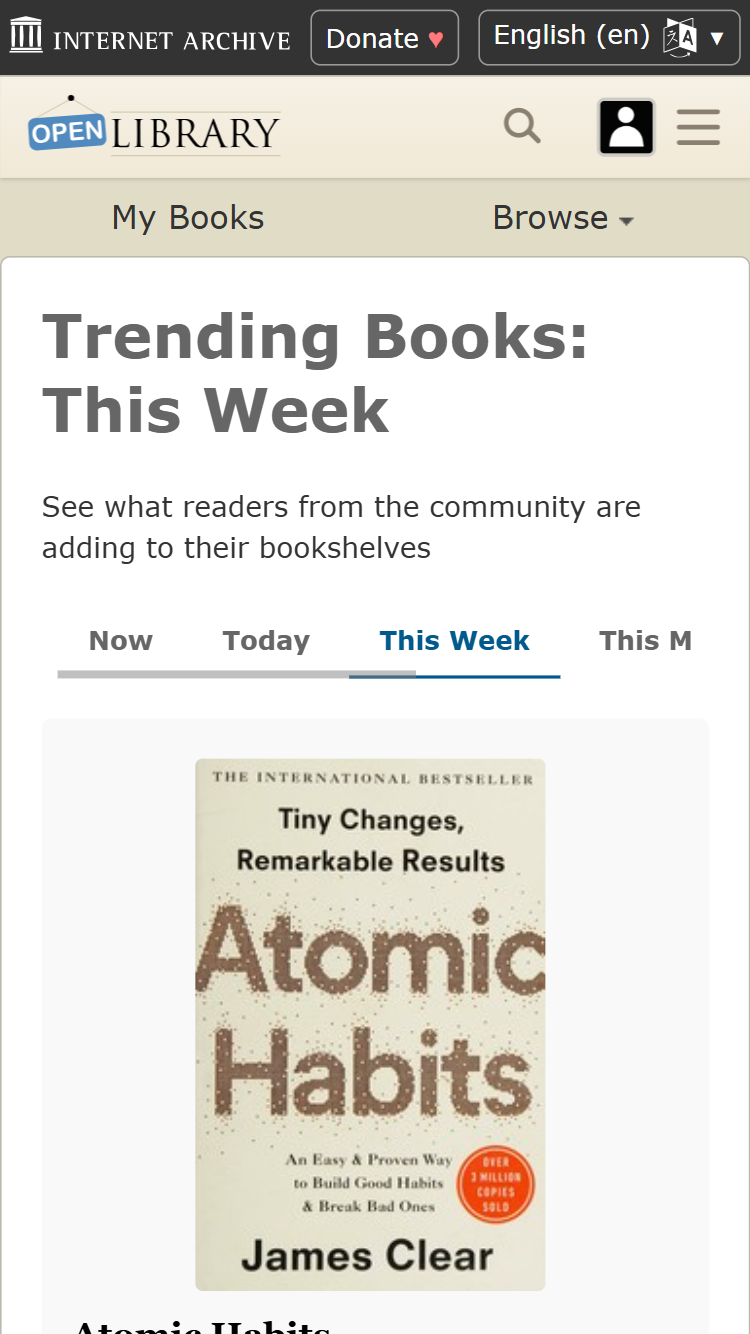 INTERNET ARCHIVE
Donate ♥
English (en)
OPEN LIBRARY
My Books
Browse
Trending Books:
This Week
See what readers from the community are
adding to their bookshelves
Now
Today
This Week
This M
THE INTERNATIONAL BESTSELLER
Tiny Changes,
Remarkable Results
Atomic
Habits
An Easy & Proven Way
to Build Good Habits
& Break Bad Ones
OVER
3 MILLION
COPIES
SOLD
James Clear
Atomic Habits